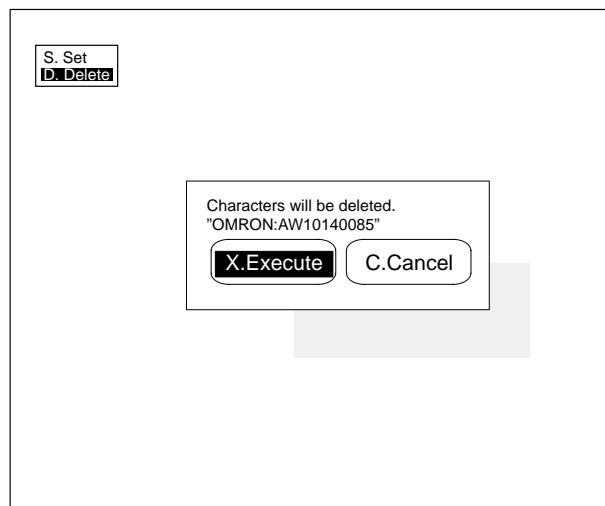 S. Set
D. Delete
Characters will be deleted.
"OMRON:AW10140085"
X.Execute C.Cancel